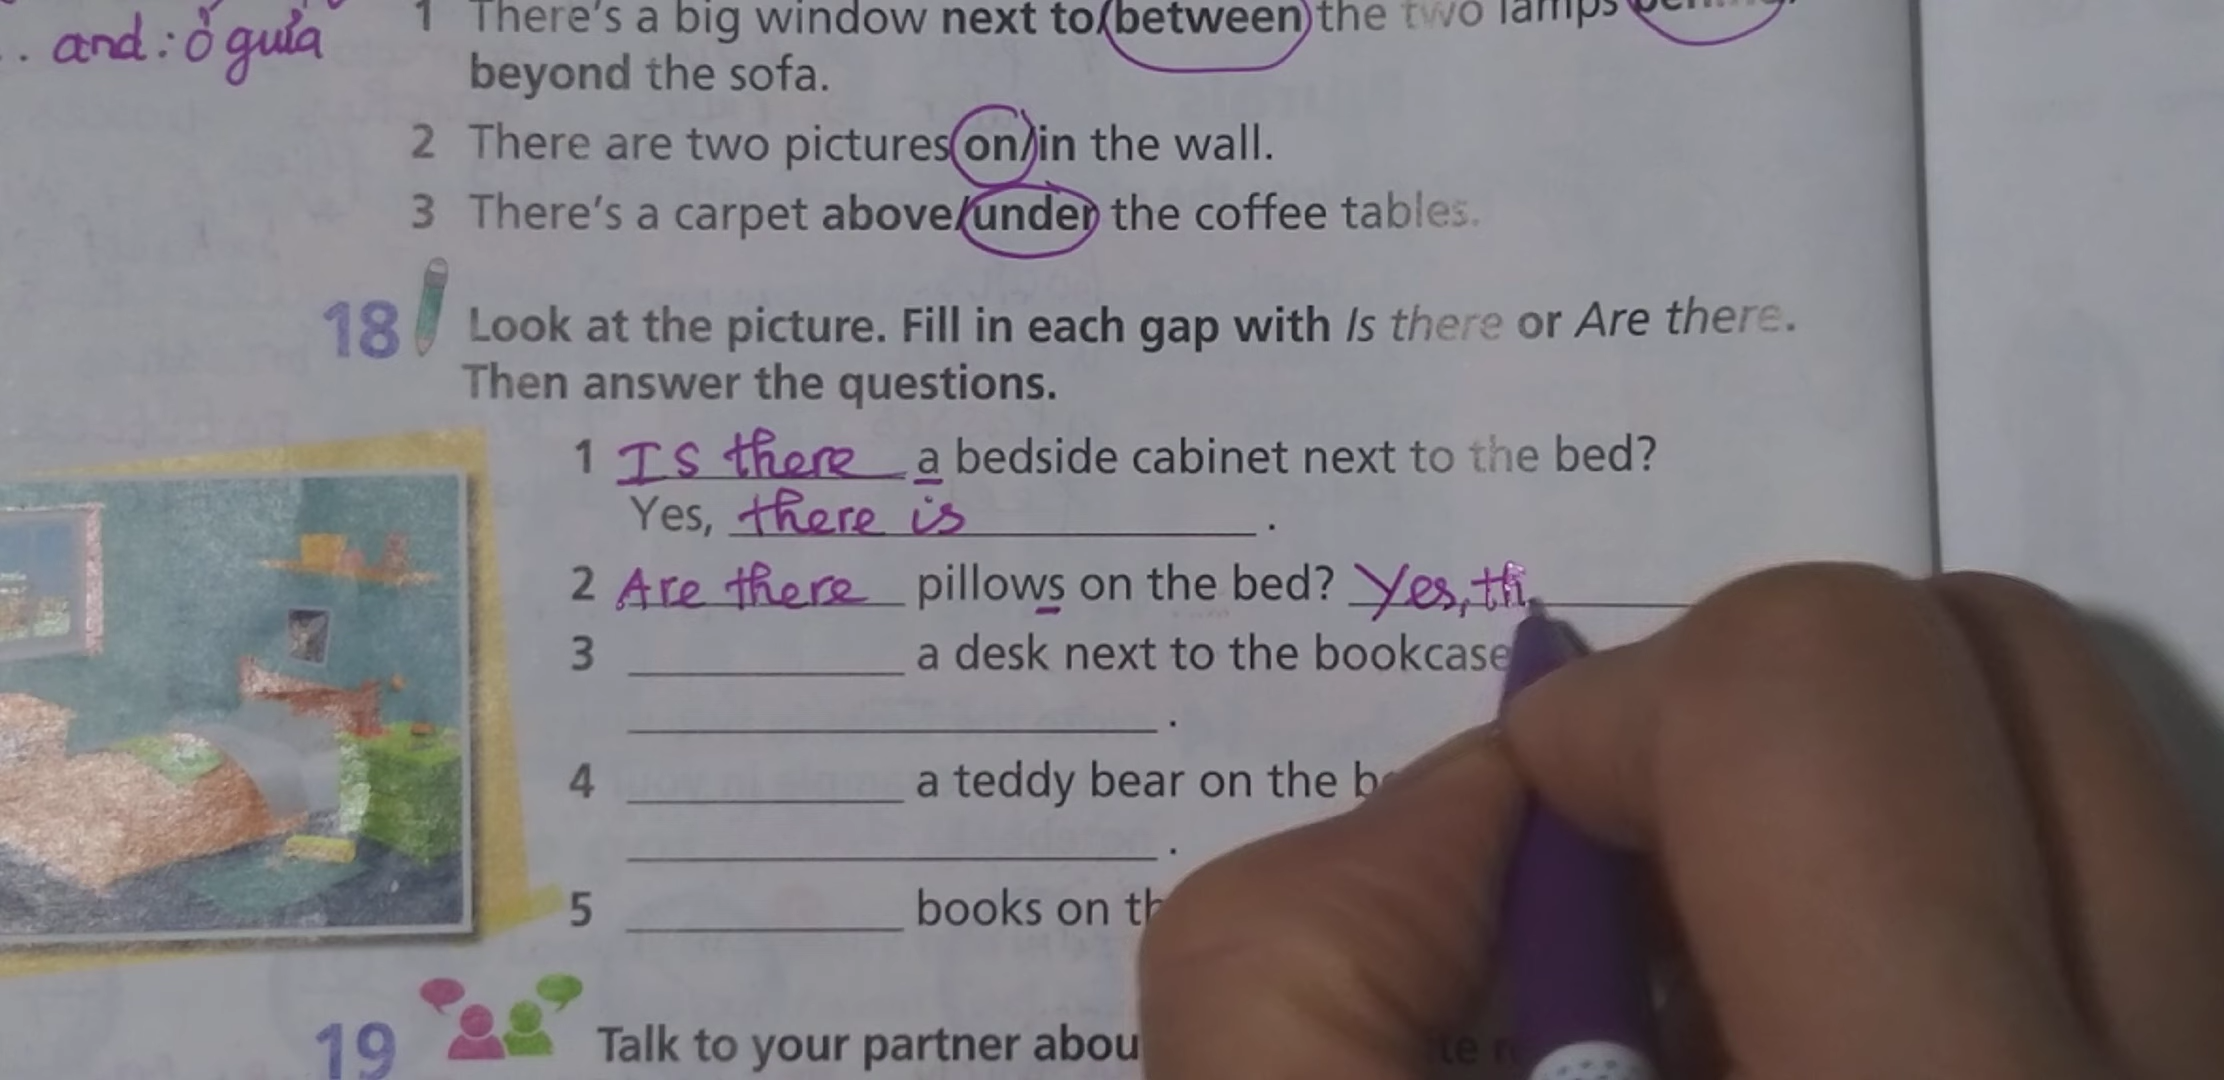 .. and : ở giữa
1 There's a big window next to/between the two lamps
beyond the sofa.
2 There are two pictures on/in the wall.
3 There's a carpet above/under the coffee tables.
18 Look at the picture. Fill in each gap with Is there or Are there.
Then answer the questions.
1 Is there a bedside cabinet next to the bed?
Yes, there is .
2 Are there pillows on the bed? Yes, th
3 a desk next to the bookcase
.
4 a teddy bear on the
.
5 books on
19 Talk to your partner